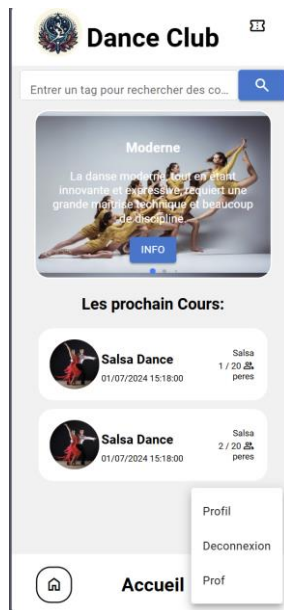 Dance Club
Entrer un tag pour rechercher des co...
Moderne
La danse moderne, tout en étant
innovante et expressive, requiert une
grande maîtrise technique et beaucoup
de discipline.
INFO
Les prochain Cours:
Salsa Dance
01/07/2024 15:18:00
Salsa
1 / 20
peres
Salsa Dance
01/07/2024 15:18:00
Salsa
2 / 20
peres
Profil
Deconnexion
Prof
Accueil